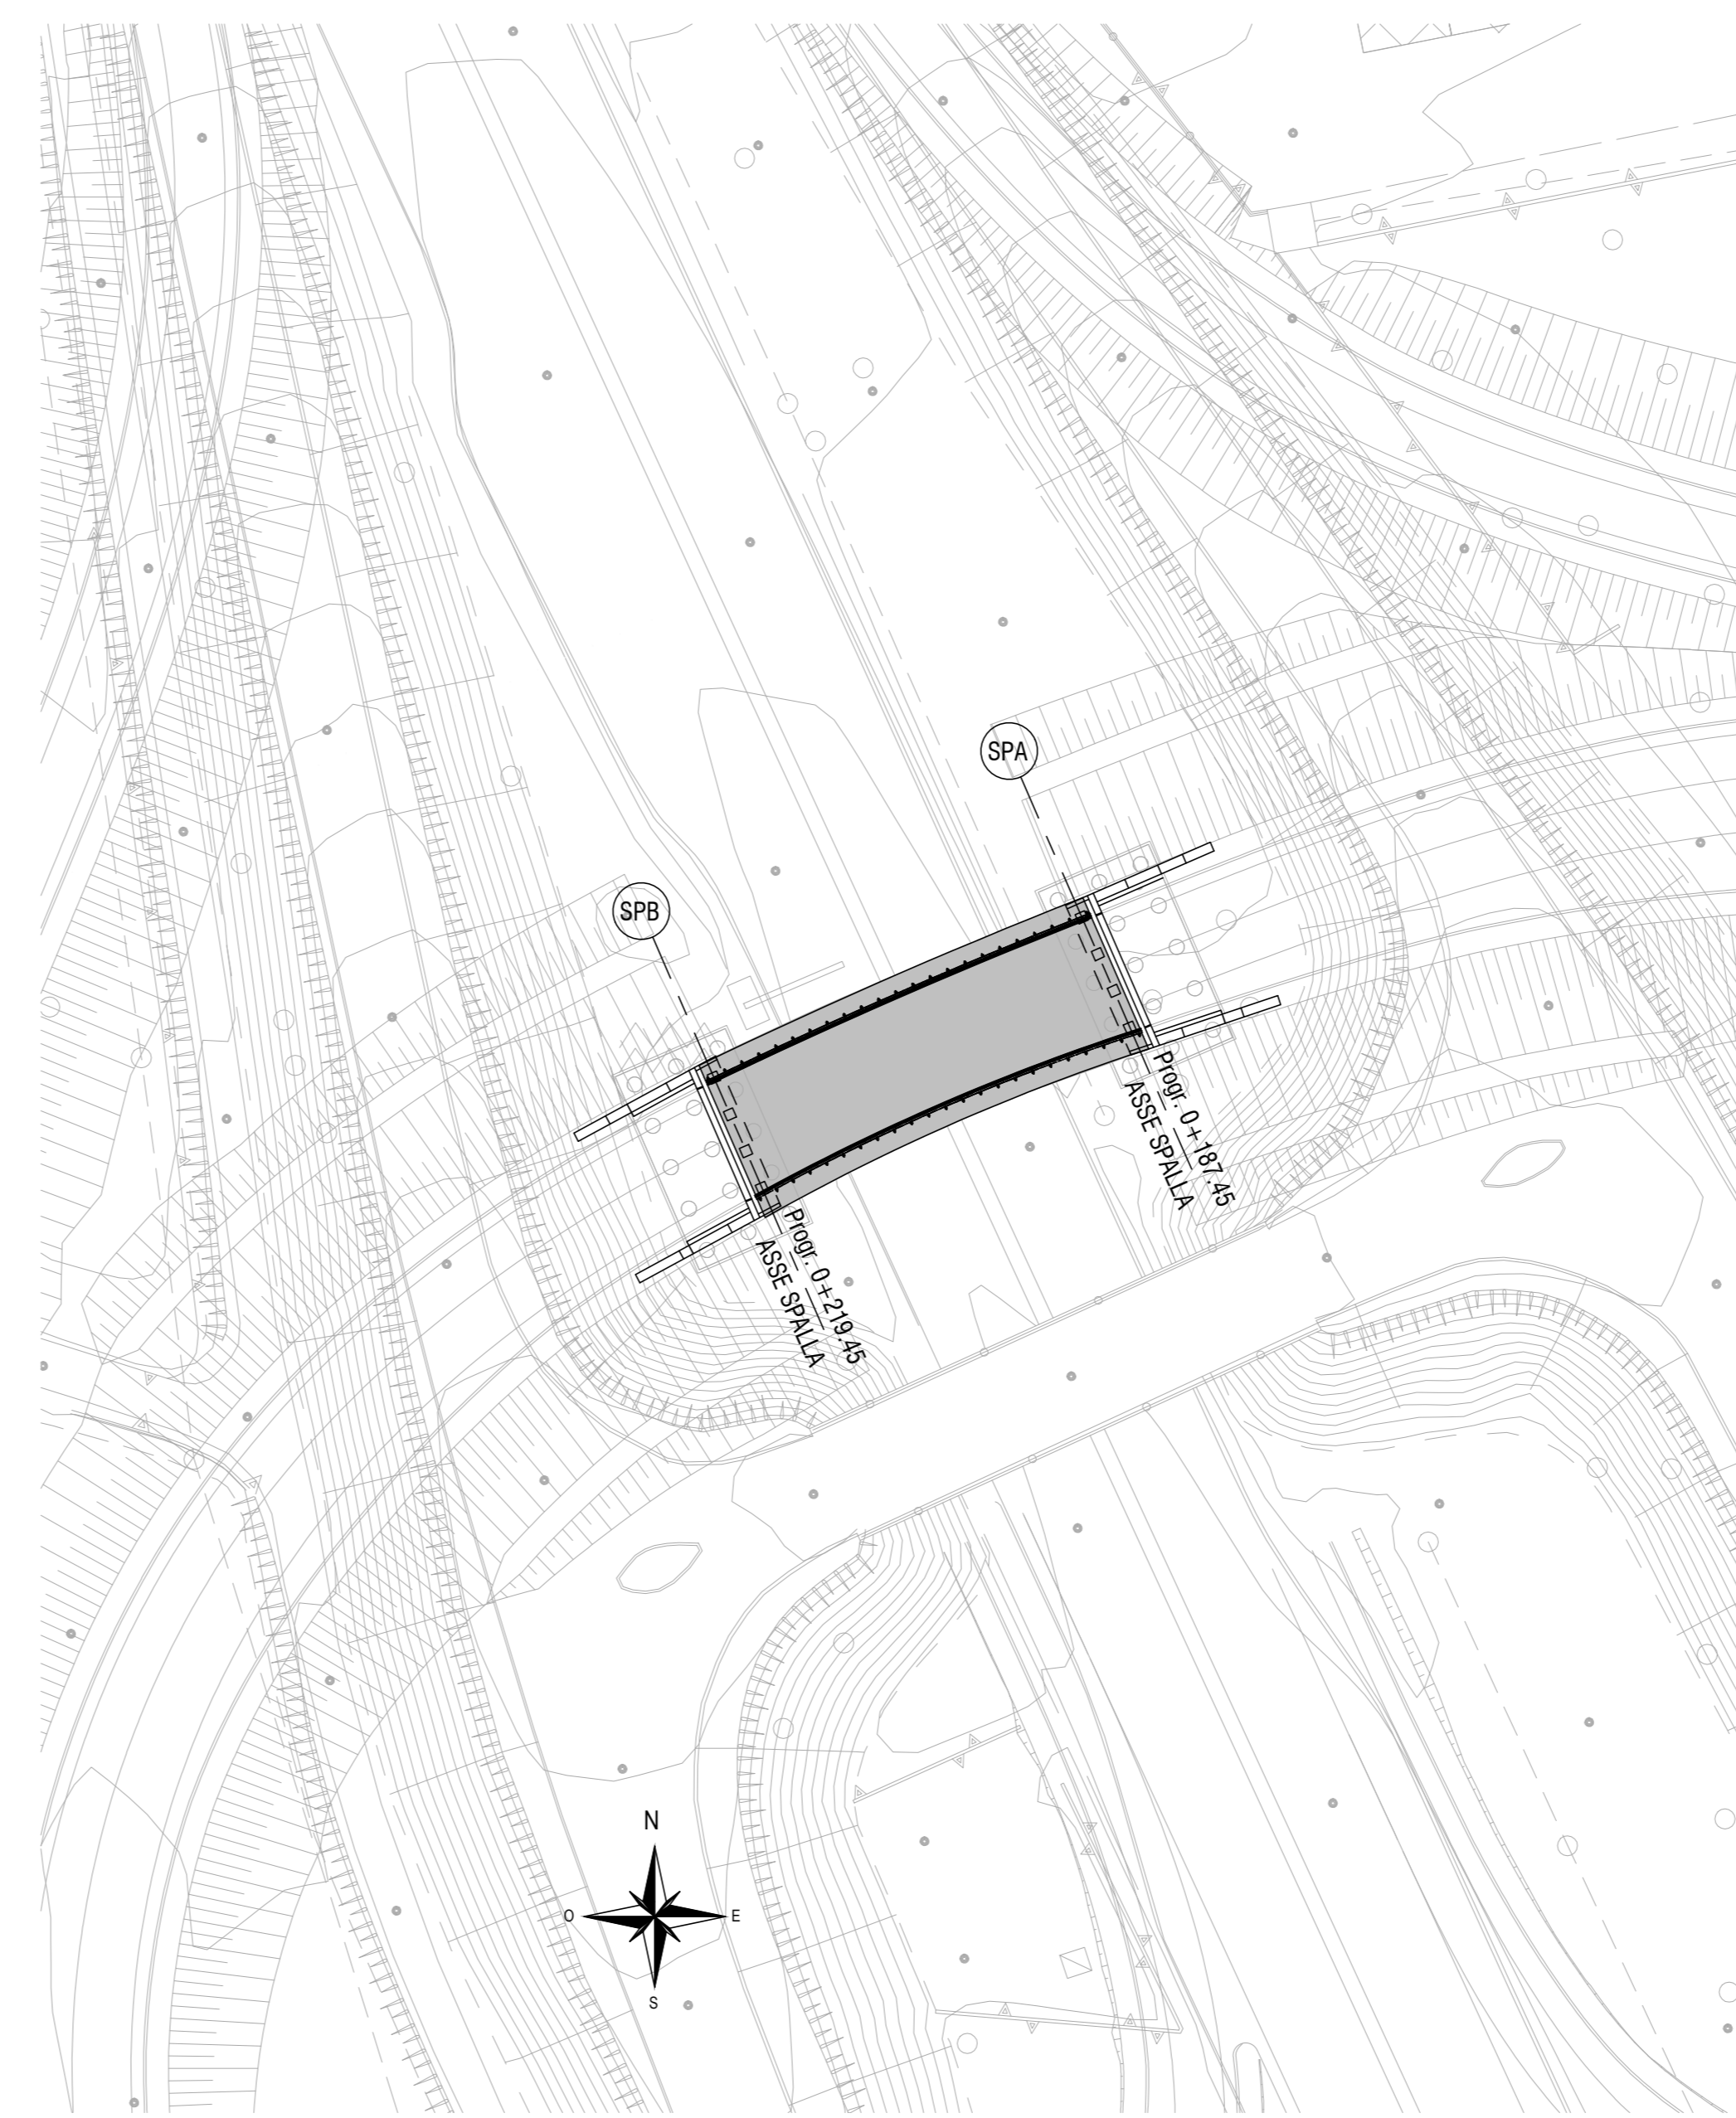 SPA
SPB
Progr. 0+187.45
ASSE SPALLA
Progr. 0+219.45
ASSE SPALLA
N
O
E
S